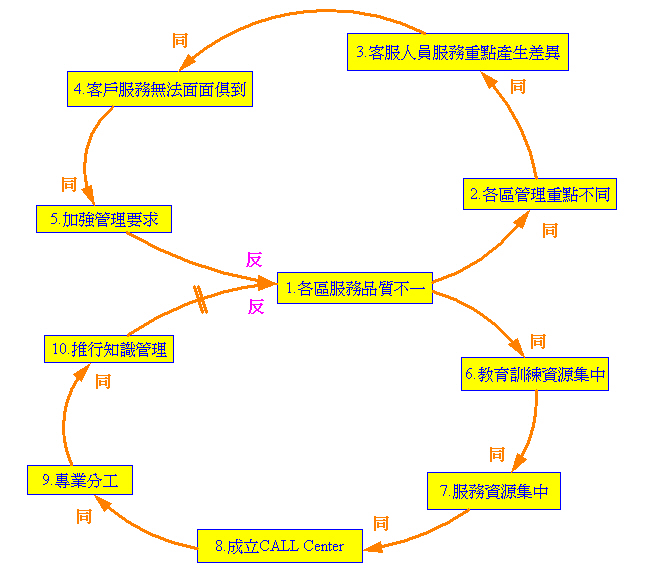 同
3.客服人員服務重點產生差異
4.客戶服務無法面面俱到
同
同
2.各區管理重點不同
5.加強管理要求
同
反
1.各區服務品質不一
反
10.推行知識管理
同
6.教育訓練資源集中
同
同
9.專業分工
7.服務資源集中
同
同
8.成立CALL Center